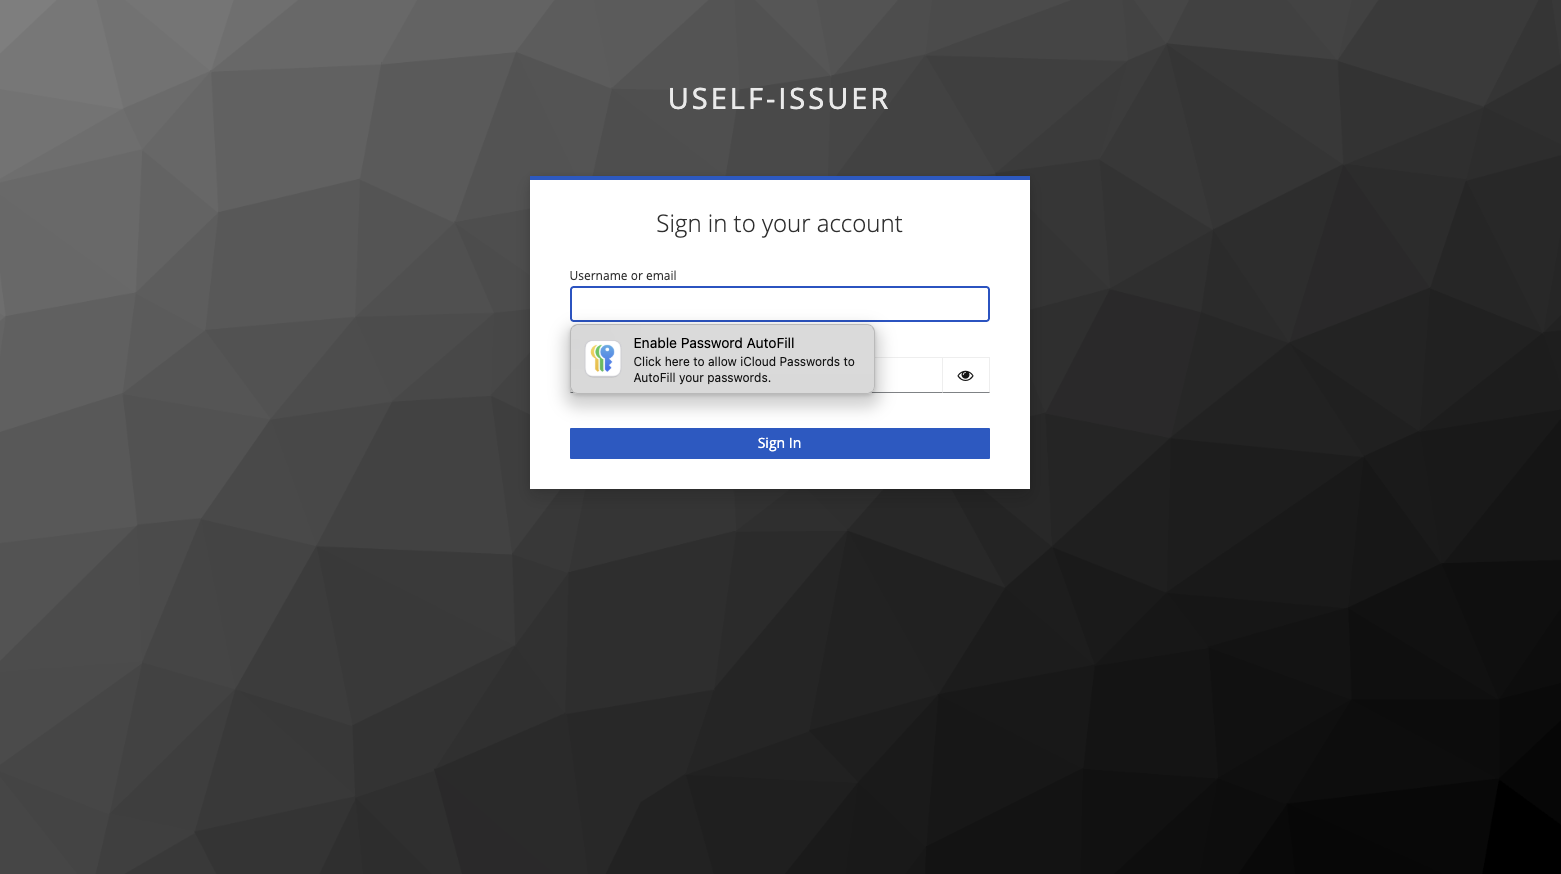 USELF-ISSUER
Sign in to your account
Username or email
Enable Password AutoFill
Click here to allow iCloud Passwords to
AutoFill your passwords.
Sign In